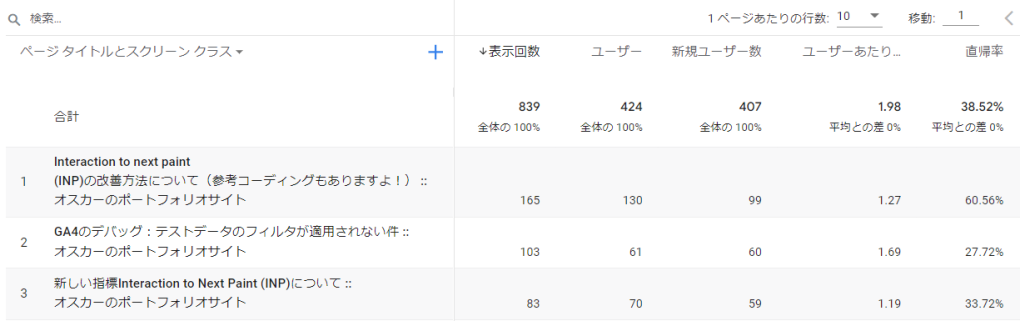 検索...
1 ページあたりの行数: 10 移動: 1
ページ タイトルとスクリーン クラス
↓表示回数 ユーザー 新規ユーザー数 ユーザーあたり... 直帰率
合計
839 424 407 1.98 38.52%
全体の 100% 全体の 100% 全体の 100% 平均との差 0% 平均との差 0%
1 Interaction to next paint
(INP)の改善方法について（参考コーディングもありますよ！） ::
オスカーのポートフォリオサイト 165 130 99 1.27 60.56%
2 GA4のデバッグ：テストデータのフィルタが適用されない件 ::
オスカーのポートフォリオサイト 103 61 60 1.69 27.72%
3 新しい指標Interaction to Next Paint (INP)について ::
オスカーのポートフォリオサイト 83 70 59 1.19 33.72%